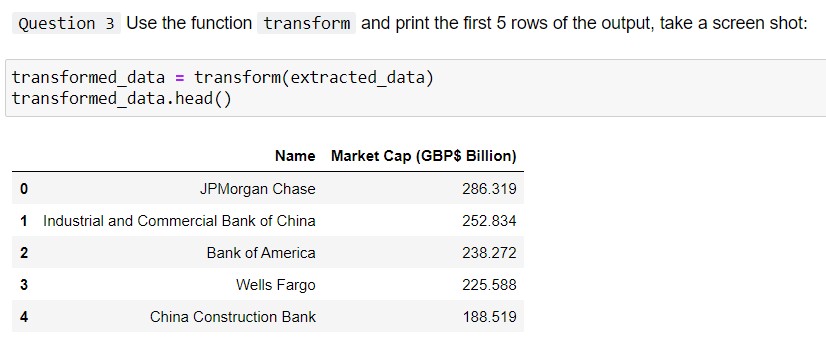 Question 3 Use the function transform and print the first 5 rows of the output, take a screen shot:
transformed_data = transform(extracted_data)
transformed_data.head()
Name Market Cap (GBP$ Billion)
0 JPMorgan Chase 286.319
1 Industrial and Commercial Bank of China 252.834
2 Bank of America 238.272
3 Wells Fargo 225.588
4 China Construction Bank 188.519